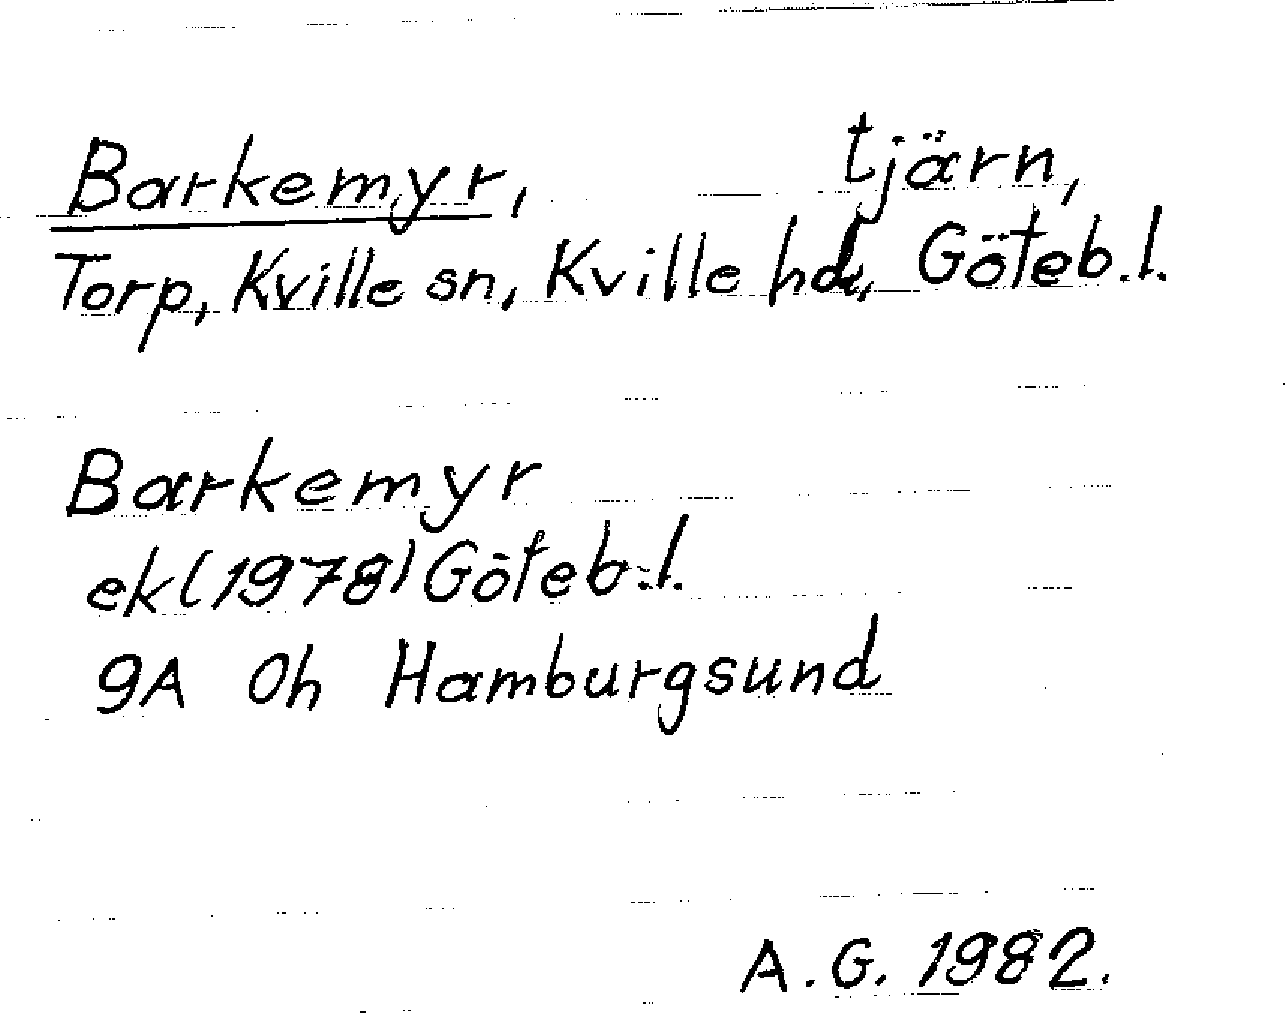 Barkemyr, tjärn,
Torp, Kville sn, Kville hd, Göteb.l.
Barkemyr
ek (1978) Göteb.l.
9A 0h Hamburgsund
A.G. 1982.